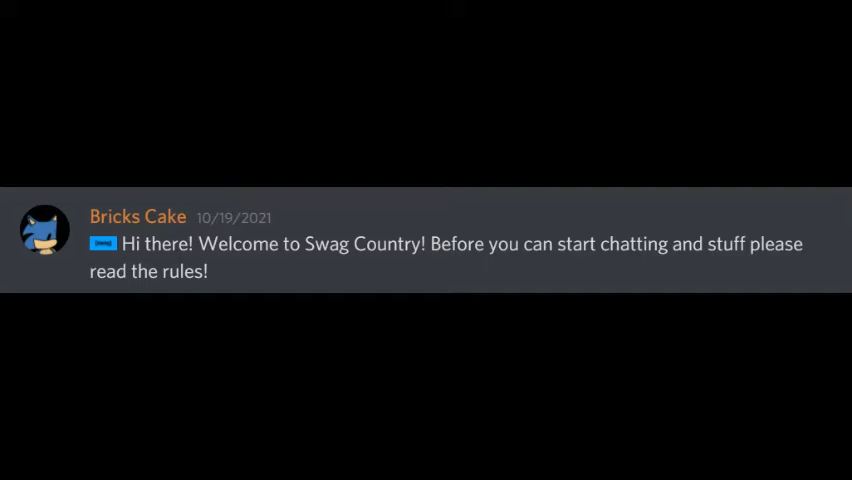 Bricks Cake 10/19/2021
Hi there! Welcome to Swag Country! Before you can start chatting and stuff please
read the rules!